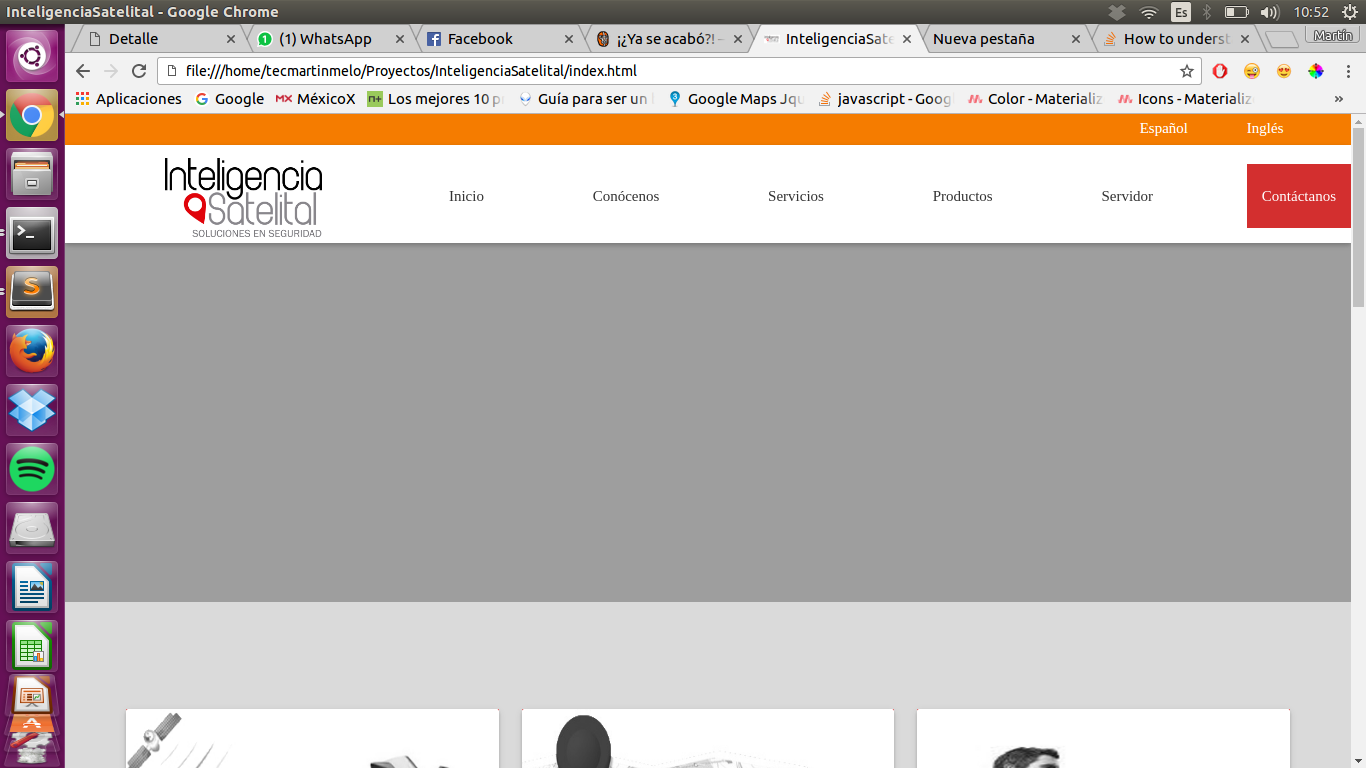 InteligenciaSatelital - Google Chrome
Es
10:52
Detalle
(1) WhatsApp
Facebook
¡¿Ya se acabó?! –
InteligenciaSate
Nueva pestaña
How to underst
Martin
file:///home/tecmartinmelo/Proyectos/InteligenciaSatelital/index.html
Aplicaciones
Google
MéxicoX
Los mejores 10 p
Guía para ser un
Google Maps Jqu
javascript - Goog
Color - Materializ
Icons - Materialize
»
Español
Inglés
Inteligencia
Satelital
SOLUCIONES EN SEGURIDAD
Inicio
Conócenos
Servicios
Productos
Servidor
Contáctanos